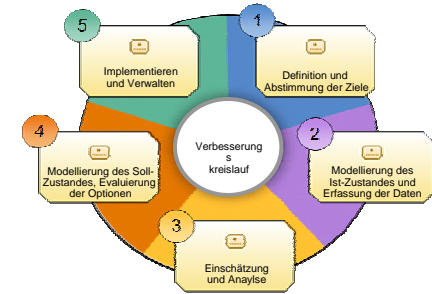 1
Definition und
Abstimmung der Ziele
2
Modellierung des
Ist-Zustandes und
Erfassung der Daten
3
Einschätzung
und Anaylse
4
Modellierung des Soll-
Zustandes, Evaluierung
der Optionen
5
Implementieren
und Verwalten
Verbesserung
s
kreislauf